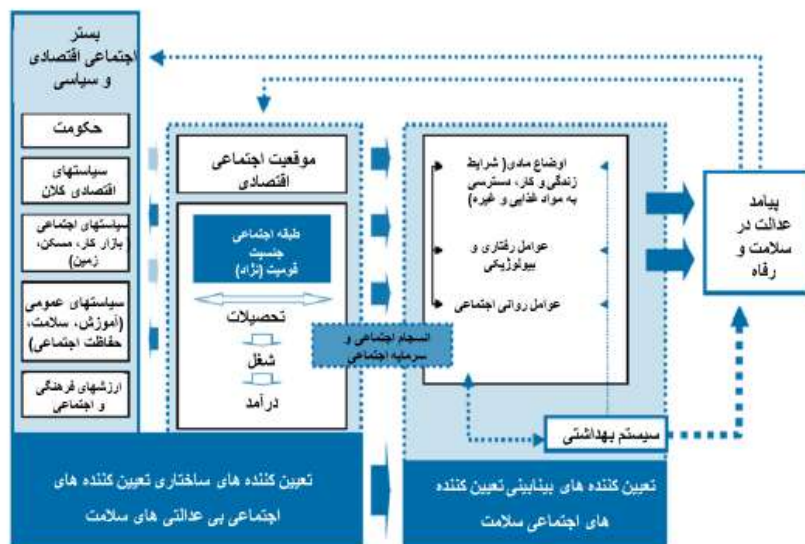 بستر
اجتماعی اقتصادی
و سیاسی
حکومت
سیاستهای
اقتصادی کلان
سیاستهای اجتماعی
بازار کار، مسکن،
زمین)
سیاستهای عمومی
(آموزش، سلامت،
حفاظت اجتماعی)
ارزشهای فرهنگی
و اجتماعی
موقعیت اجتماعی
اقتصادی
طبقه اجتماعی
جنسیت
قومیت (نژاد)
تحصیلات
شغل
درآمد
انسجام اجتماعی و
سرمایه اجتماعی
اوضاع مادی( شرایط
زندگی و کار، دسترسی
به مواد غذایی و غیره)
عوامل رفتاری و
بیولوژیکی
عوامل روانی اجتماعی
سیستم بهداشتی
پیامد
عدالت در
سلامت و
رفاه
تعیین کننده های ساختاری تعیین کننده های
اجتماعی بی عدالتی های سلامت
تعیین کننده های بینابینی تعیین کننده
های اجتماعی سلامت